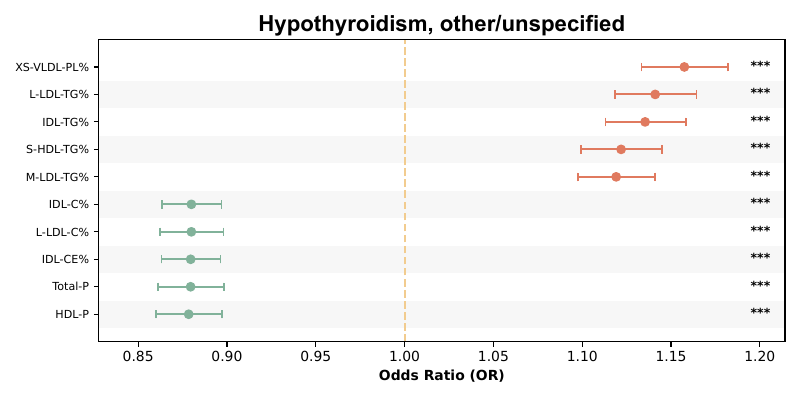 Hypothyroidism, other/unspecified
XS-VLDL-PL% ***
L-LDL-TG% ***
IDL-TG% ***
S-HDL-TG% ***
M-LDL-TG% ***
IDL-C% ***
L-LDL-C% ***
IDL-CE% ***
Total-P ***
HDL-P ***
0.85 0.90 0.95 1.00 1.05 1.10 1.15 1.20
Odds Ratio (OR)